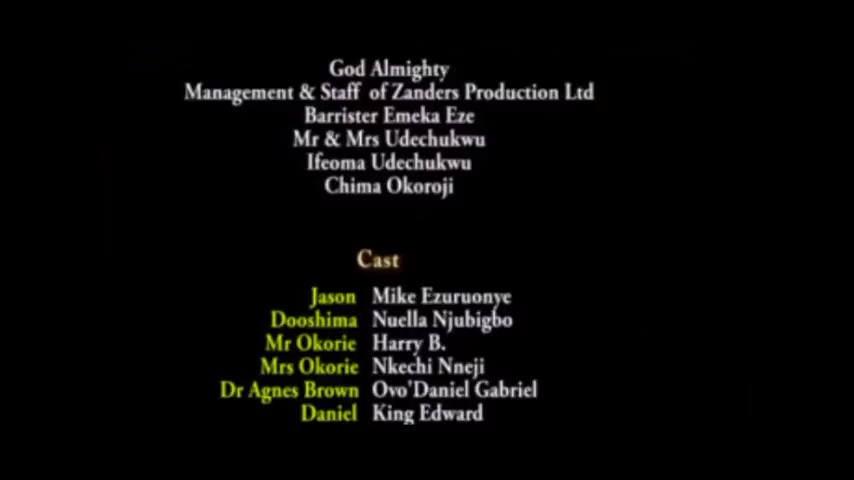 God Almighty
Management & Staff of Zanders Production Ltd
Barrister Emeka Eze
Mr & Mrs Udechukwu
Ifeoma Udechukwu
Chima Okoroji
Cast
Jason Mike Ezuruonye
Dooshima Nuella Njubigbo
Mr Okorie Harry B.
Mrs Okorie Nkechi Nneji
Dr Agnes Brown Ovo'Daniel Gabriel
Daniel King Edward